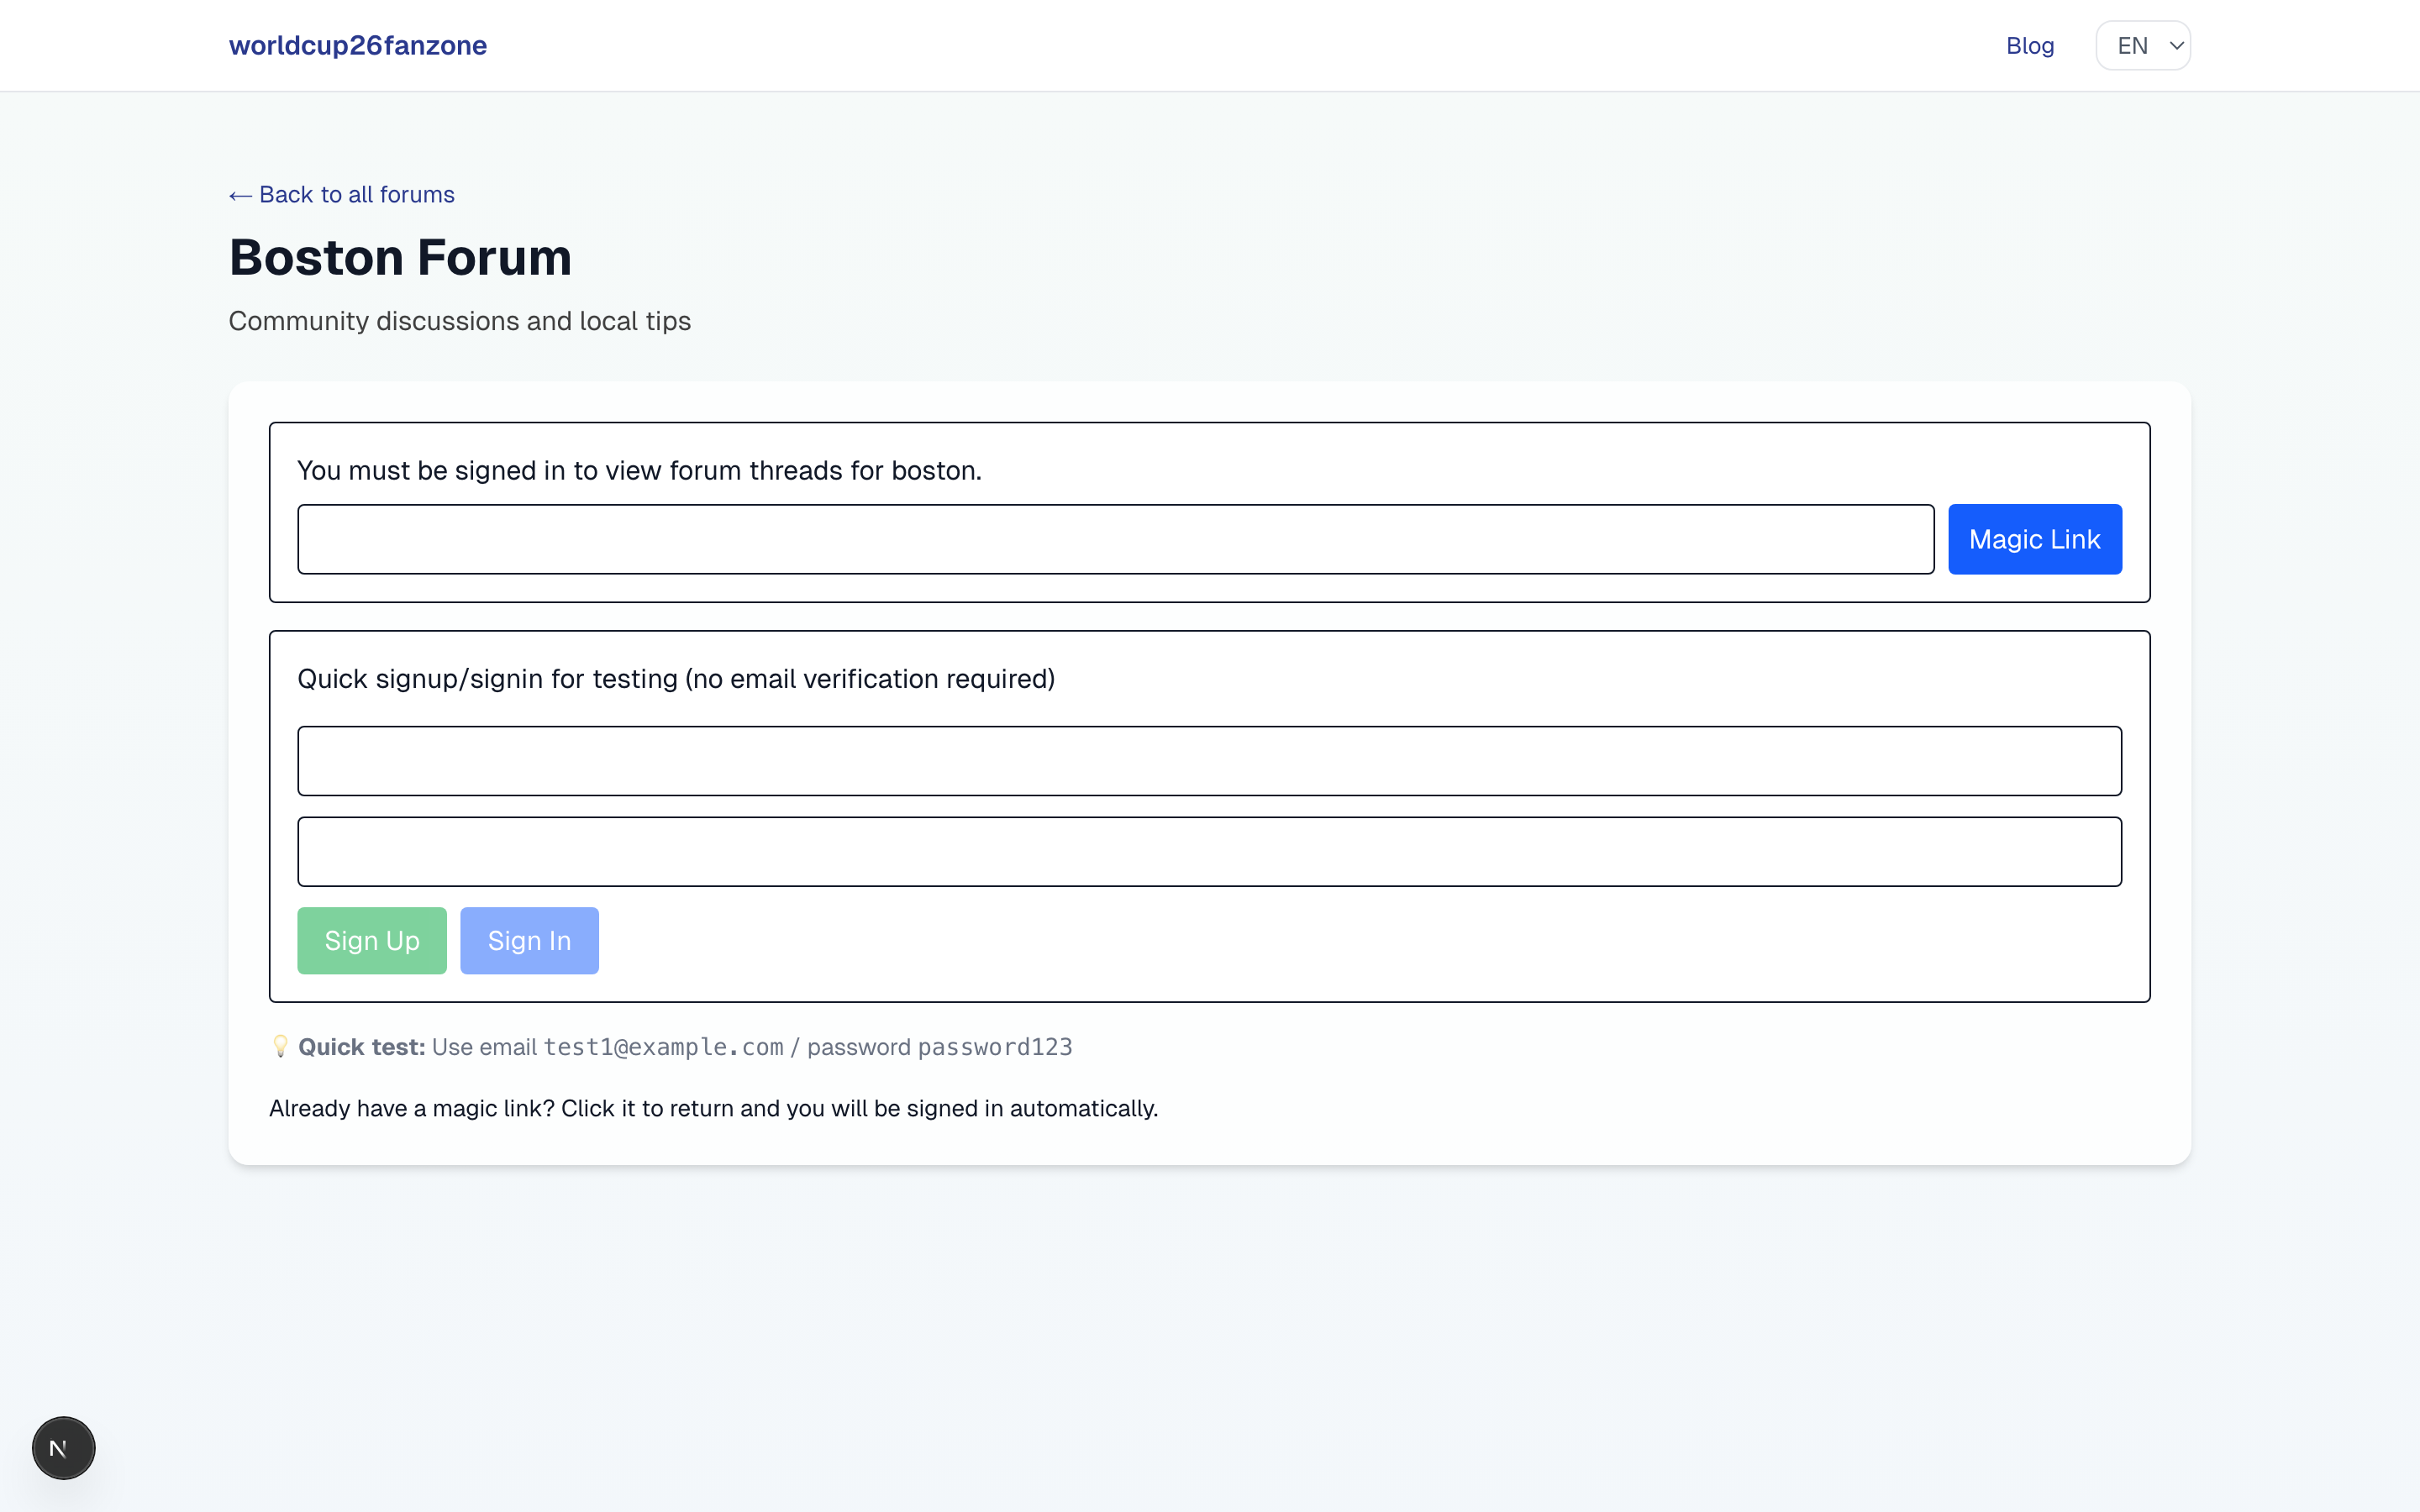 worldcup26fanzone
Blog
EN
← Back to all forums
Boston Forum
Community discussions and local tips
You must be signed in to view forum threads for boston.
Magic Link
Quick signup/signin for testing (no email verification required)
Sign Up
Sign In
💡 Quick test: Use email test1@example.com / password password123
Already have a magic link? Click it to return and you will be signed in automatically.
N